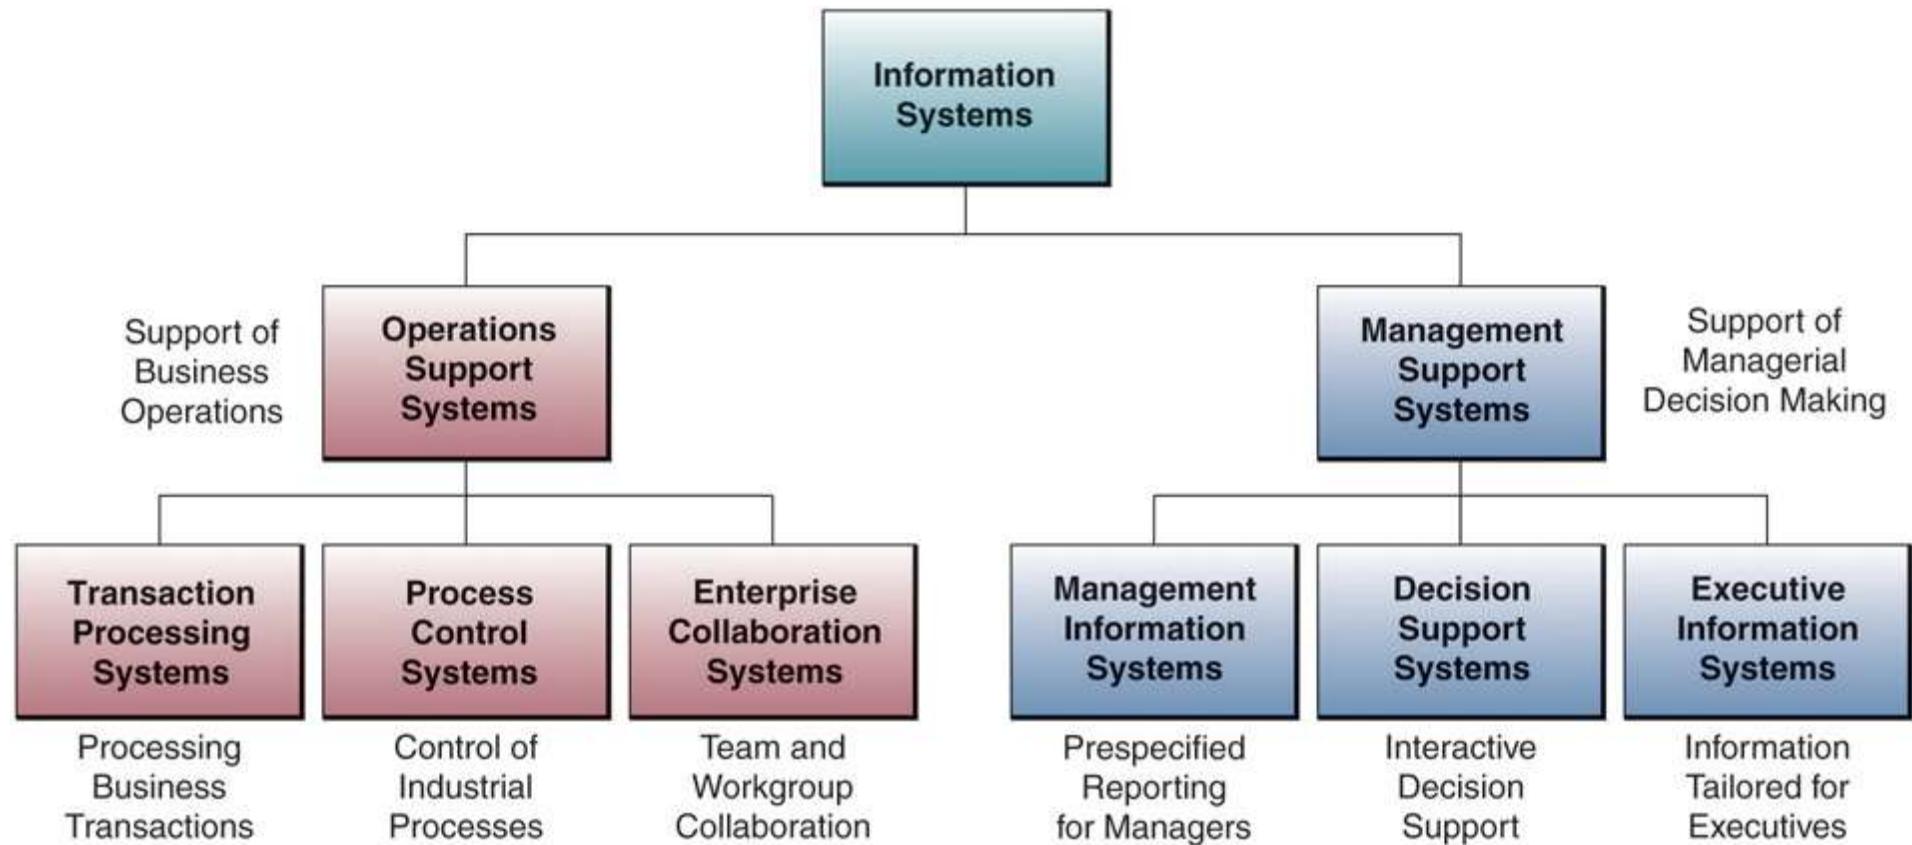 Information
Systems
Support of
Business
Operations
Operations
Support
Systems
Management
Support
Systems
Support of
Managerial
Decision Making
Transaction
Processing
Systems
Process
Control
Systems
Enterprise
Collaboration
Systems
Management
Information
Systems
Decision
Support
Systems
Executive
Information
Systems
Processing
Business
Transactions
Control of
Industrial
Processes
Team and
Workgroup
Collaboration
Prespecified
Reporting
for Managers
Interactive
Decision
Support
Information
Tailored for
Executives